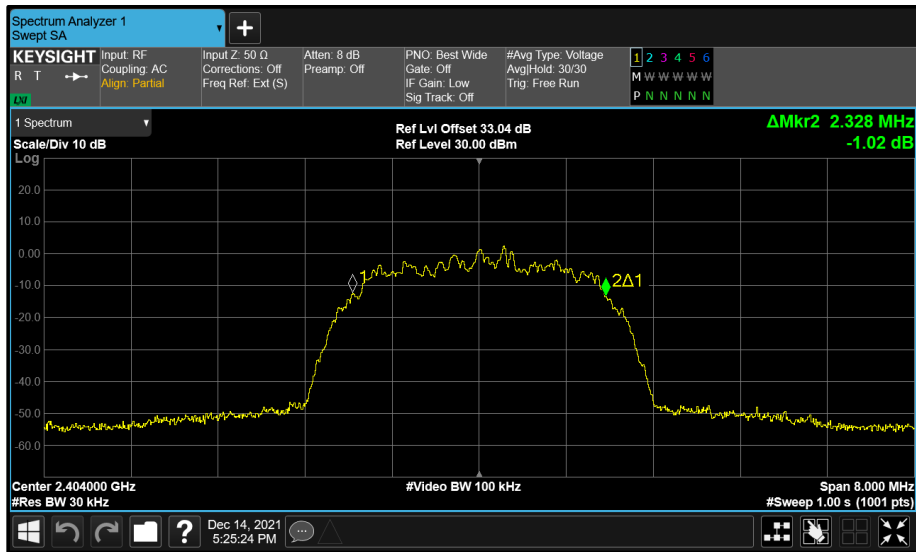 Spectrum Analyzer 1
Swept SA
KEYSIGHT
R T
LXI
Input: RF
Coupling: AC
Align: Partial
Input Z: 50 Ω
Corrections: Off
Freq Ref: Ext (S)
Atten: 8 dB
Preamp: Off
PNO: Best Wide
Gate: Off
IF Gain: Low
Sig Track: Off
#Avg Type: Voltage
Avg|Hold: 30/30
Trig: Free Run
1 2 3 4 5 6
M W W W W W
P N N N N N
1 Spectrum
Scale/Div 10 dB
Ref Lvl Offset 33.04 dB
Ref Level 30.00 dBm
ΔMkr2 2.328 MHz
-1.02 dB
Log
20.0
10.0
0.00
-10.0
-20.0
-30.0
-40.0
-50.0
-60.0
1
2Δ1
Center 2.404000 GHz
#Res BW 30 kHz
#Video BW 100 kHz
Span 8.000 MHz
#Sweep 1.00 s (1001 pts)
Dec 14, 2021
5:25:24 PM